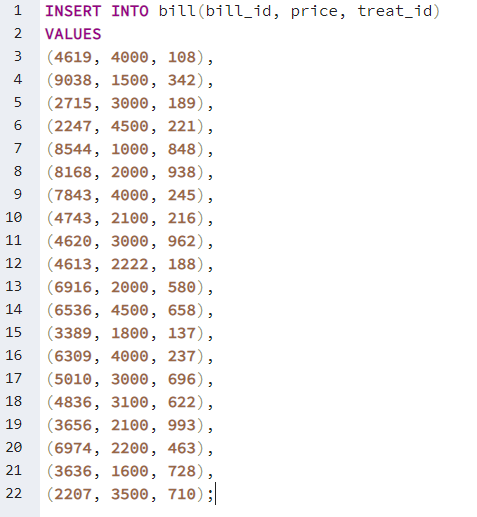 1 INSERT INTO bill(bill_id, price, treat_id)
2 VALUES
3 (4619, 4000, 108),
4 (9038, 1500, 342),
5 (2715, 3000, 189),
6 (2247, 4500, 221),
7 (8544, 1000, 848),
8 (8168, 2000, 938),
9 (7843, 4000, 245),
10 (4743, 2100, 216),
11 (4620, 3000, 962),
12 (4613, 2222, 188),
13 (6916, 2000, 580),
14 (6536, 4500, 658),
15 (3389, 1800, 137),
16 (6309, 4000, 237),
17 (5010, 3000, 696),
18 (4836, 3100, 622),
19 (3656, 2100, 993),
20 (6974, 2200, 463),
21 (3636, 1600, 728),
22 (2207, 3500, 710);